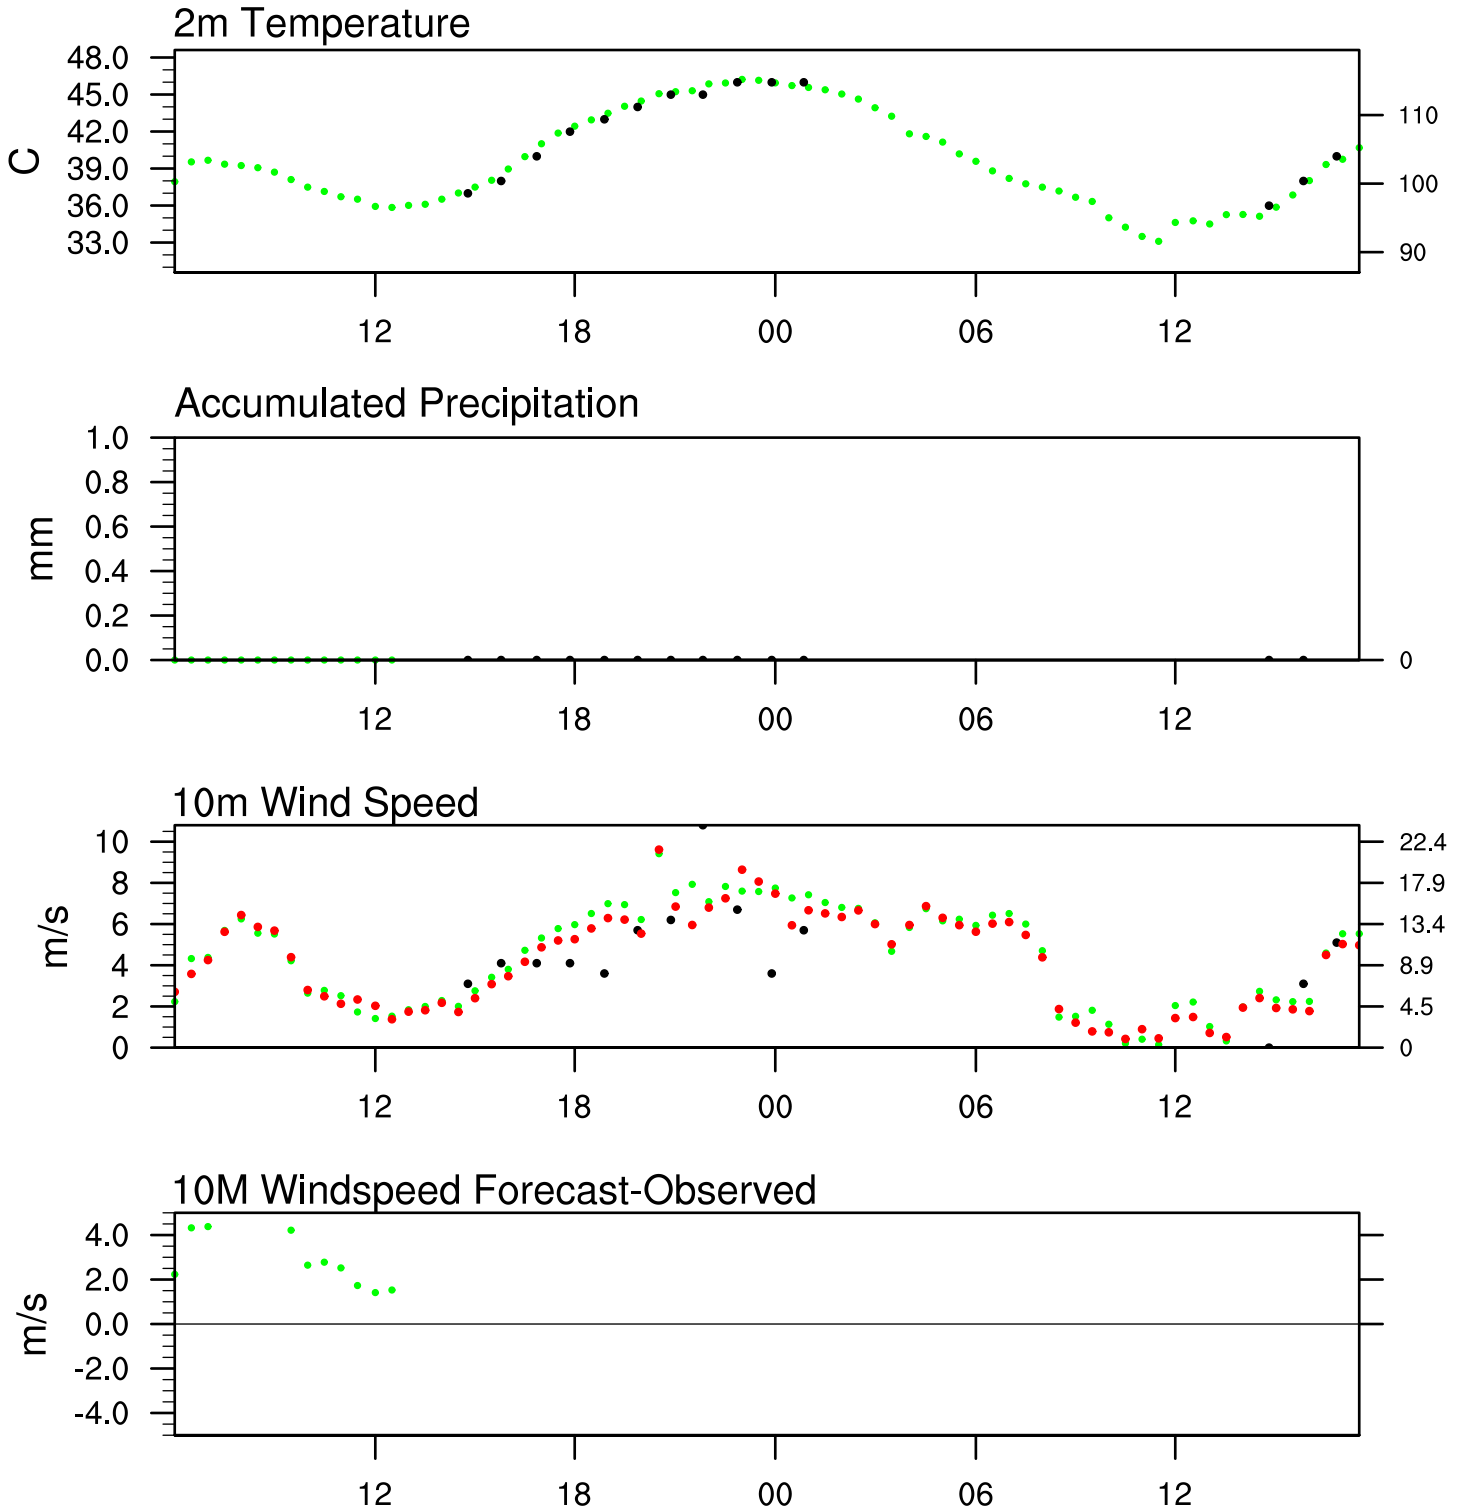 2m Temperature
48.0
45.0
42.0
39.0
36.0
33.0
C
110
100
90
12 18 00 06 12
Accumulated Precipitation
1.0
0.8
0.6
0.4
0.2
0.0
mm
0
12 18 00 06 12
10m Wind Speed
10
8
6
4
2
0
m/s
22.4
17.9
13.4
8.9
4.5
0
12 18 00 06 12
10M Windspeed Forecast-Observed
4.0
2.0
0.0
-2.0
-4.0
m/s
12 18 00 06 12